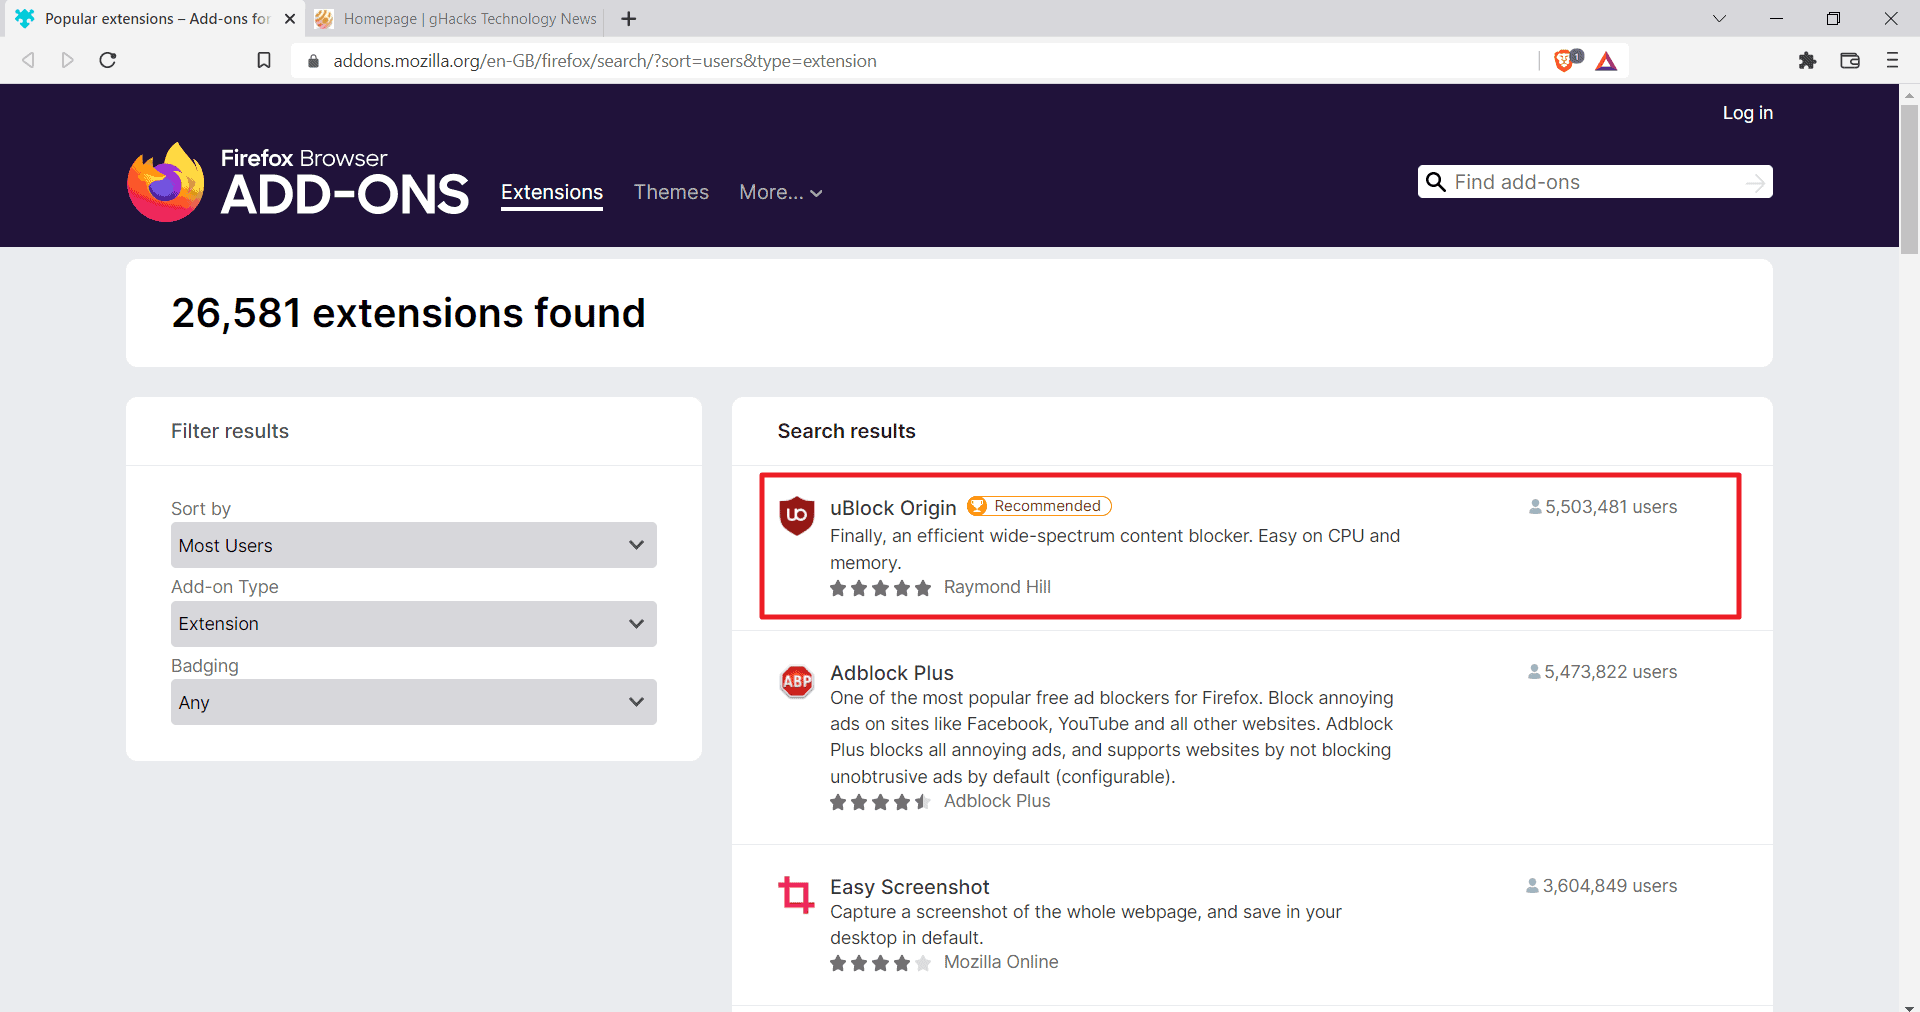 Popular extensions – Add-ons for
Homepage | gHacks Technology News
addons.mozilla.org/en-GB/firefox/search/?sort=users&type=extension
1
Log in
Firefox Browser
ADD-ONS
Extensions
Themes
More...
Find add-ons
26,581 extensions found
Filter results
Sort by
Most Users
Add-on Type
Extension
Badging
Any
Search results
uBlock Origin
Recommended
5,503,481 users
Finally, an efficient wide-spectrum content blocker. Easy on CPU and
memory.
Raymond Hill
ABP
Adblock Plus
5,473,822 users
One of the most popular free ad blockers for Firefox. Block annoying
ads on sites like Facebook, YouTube and all other websites. Adblock
Plus blocks all annoying ads, and supports websites by not blocking
unobtrusive ads by default (configurable).
Adblock Plus
Easy Screenshot
3,604,849 users
Capture a screenshot of the whole webpage, and save in your
desktop in default.
Mozilla Online